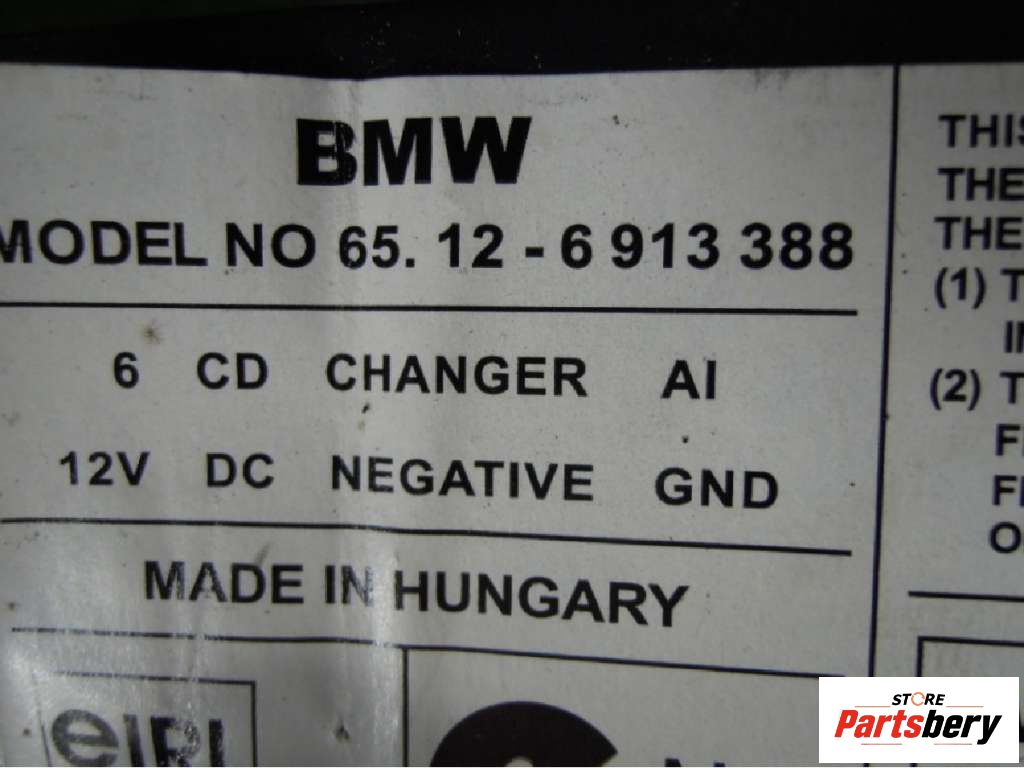 BMW
MODEL NO 65. 12 - 6 913 388
6 CD CHANGER AI
12V DC NEGATIVE GND
MADE IN HUNGARY
THE
THE
(1)
(2)
STORE
Partsbery